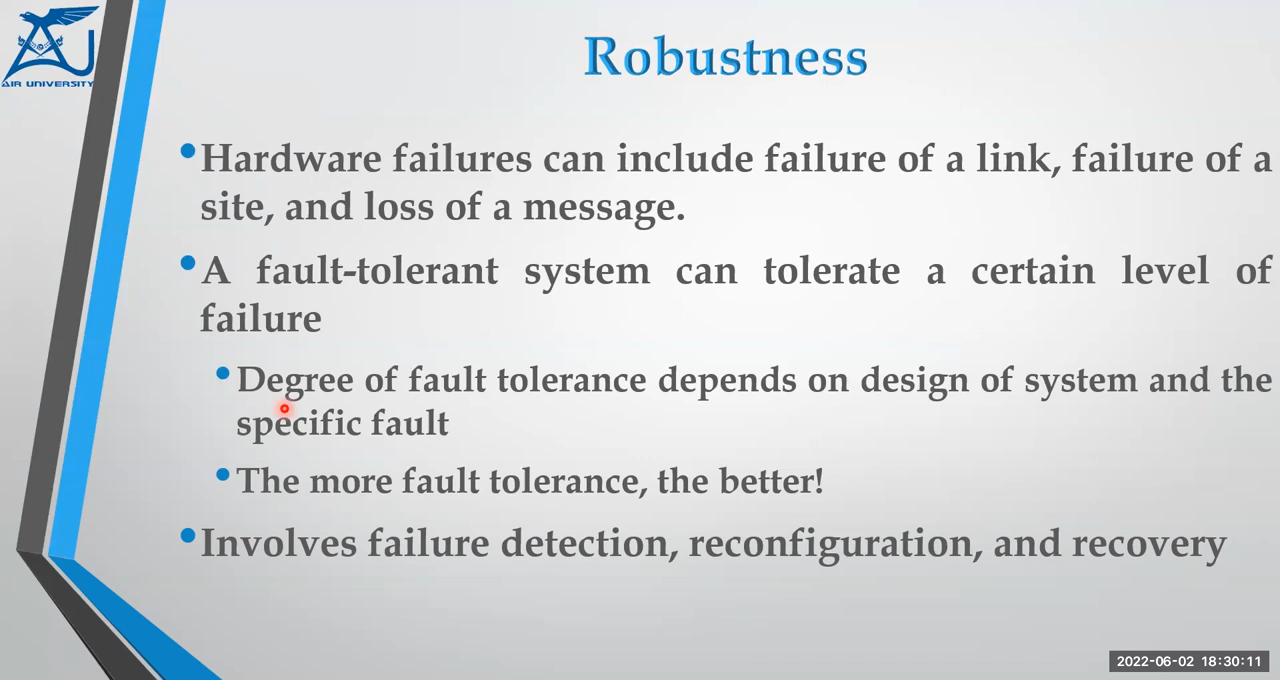 AIR UNIVERSITY
Robustness
•Hardware failures can include failure of a link, failure of a
site, and loss of a message.
•A fault-tolerant system can tolerate a certain level of
failure
•Degree of fault tolerance depends on design of system and the
specific fault
•The more fault tolerance, the better!
•Involves failure detection, reconfiguration, and recovery
2022-06-02 18:30:11